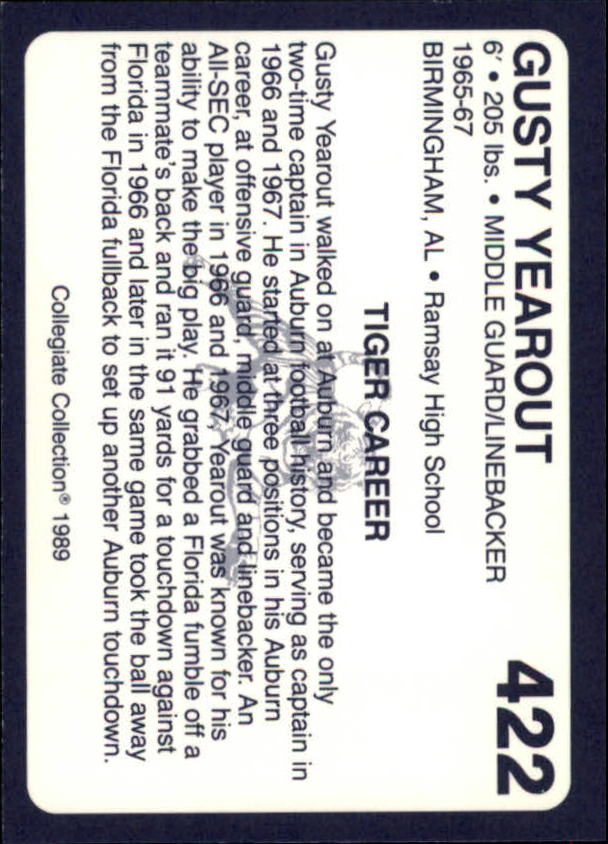 GUSTY YEAROUT 422
6' • 205 lbs. • MIDDLE GUARD/LINEBACKER
1965-67
BIRMINGHAM, AL • Ramsay High School
TIGER CAREER
Gusty Yearout walked on at Auburn and became the only
two-time captain in Auburn football history, serving as captain in
1966 and 1967. He started at three positions in his Auburn
career, at offensive guard, middle guard and linebacker. An
All-SEC player in 1966 and 1967, Yearout was known for his
ability to make the big play. He grabbed a Florida fumble off a
teammate's back and ran it 91 yards for a touchdown against
Florida in 1966 and later in the same game took the ball away
from the Florida fullback to set up another Auburn touchdown.
Collegiate Collection® 1989